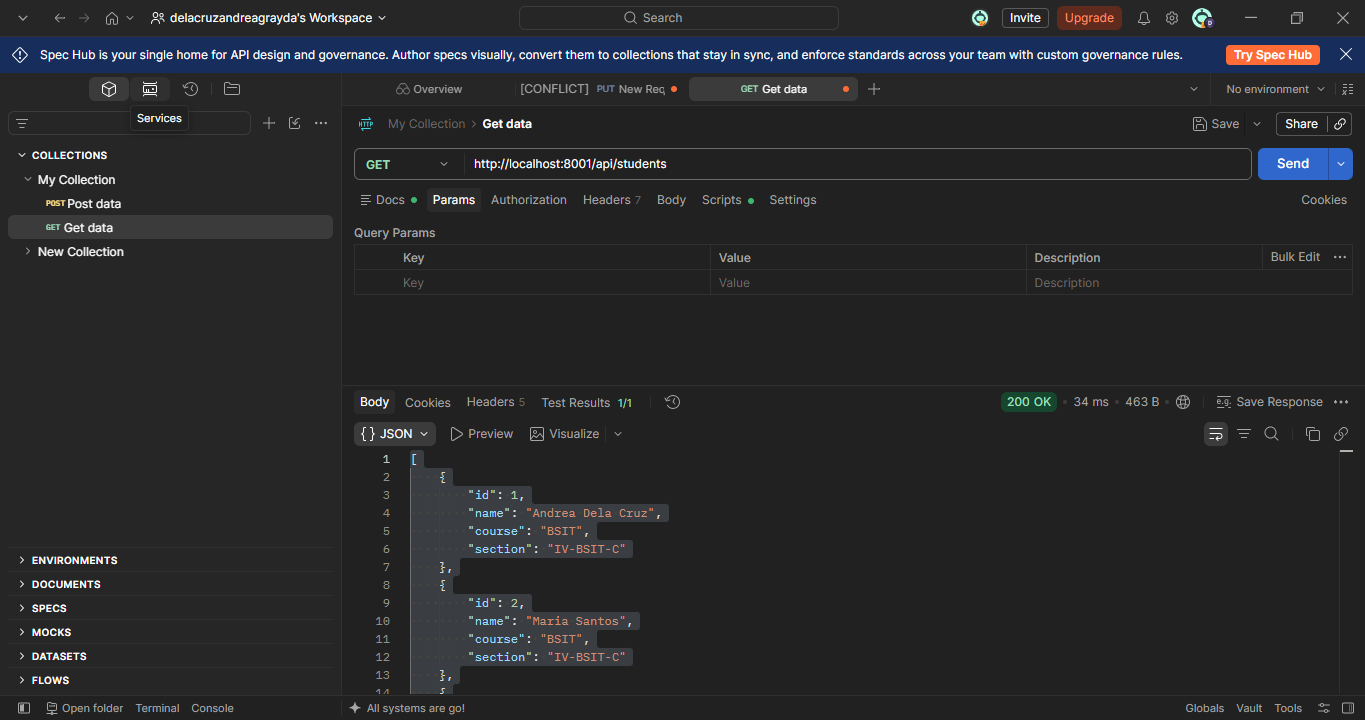 delacruzandreagrayda's Workspace
Search
Invite
Upgrade
Spec Hub is your single home for API design and governance. Author specs visually, convert them to collections that stay in sync, and enforce standards across your team with custom governance rules.
Try Spec Hub
Services
Overview
[CONFLICT] PUT New Req
GET Get data
No environment
HTTP My Collection > Get data
Save
Share
COLLECTIONS
My Collection
POST Post data
GET Get data
New Collection
GET http://localhost:8001/api/students
Send
Docs Params Authorization Headers 7 Body Scripts Settings
Cookies
Query Params
Key Value Description Bulk Edit
Key Value Description
Body Cookies Headers 5 Test Results 1/1
200 OK 34 ms 463 B e.g. Save Response
{} JSON Preview Visualize
1 [
2 {
3 "id": 1,
4 "name": "Andrea Dela Cruz",
5 "course": "BSIT",
6 "section": "IV-BSIT-C"
7 },
8 {
9 "id": 2,
10 "name": "Maria Santos",
11 "course": "BSIT",
12 "section": "IV-BSIT-C"
13 },
14 {
ENVIRONMENTS
DOCUMENTS
SPECS
MOCKS
DATASETS
FLOWS
Open folder Terminal Console
All systems are go!
Globals Vault Tools